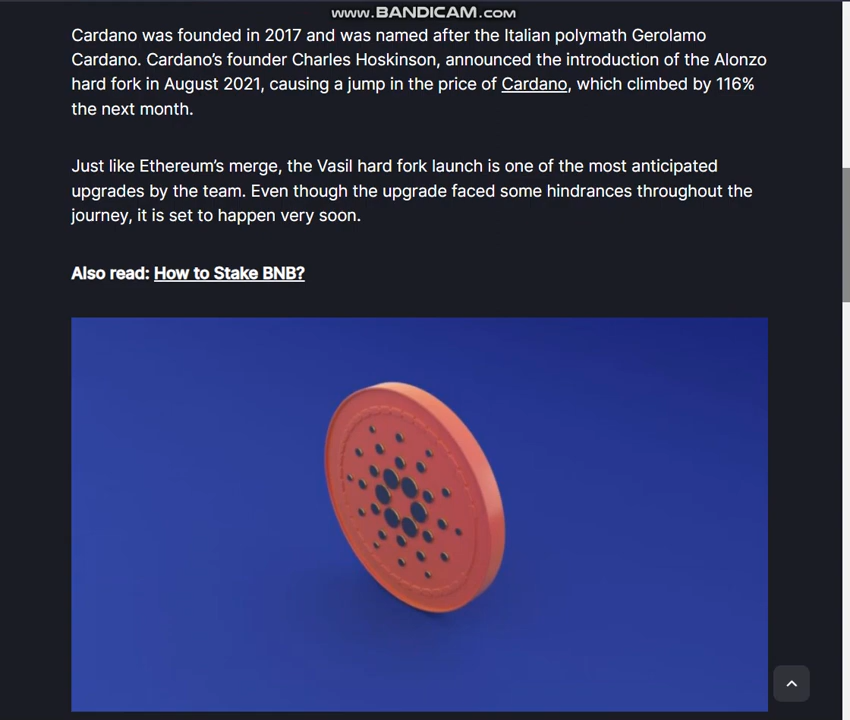 www.BANDICAM.com
Cardano was founded in 2017 and was named after the Italian polymath Gerolamo
Cardano. Cardano’s founder Charles Hoskinson, announced the introduction of the Alonzo
hard fork in August 2021, causing a jump in the price of Cardano, which climbed by 116%
the next month.
Just like Ethereum’s merge, the Vasil hard fork launch is one of the most anticipated
upgrades by the team. Even though the upgrade faced some hindrances throughout the
journey, it is set to happen very soon.
Also read: How to Stake BNB?